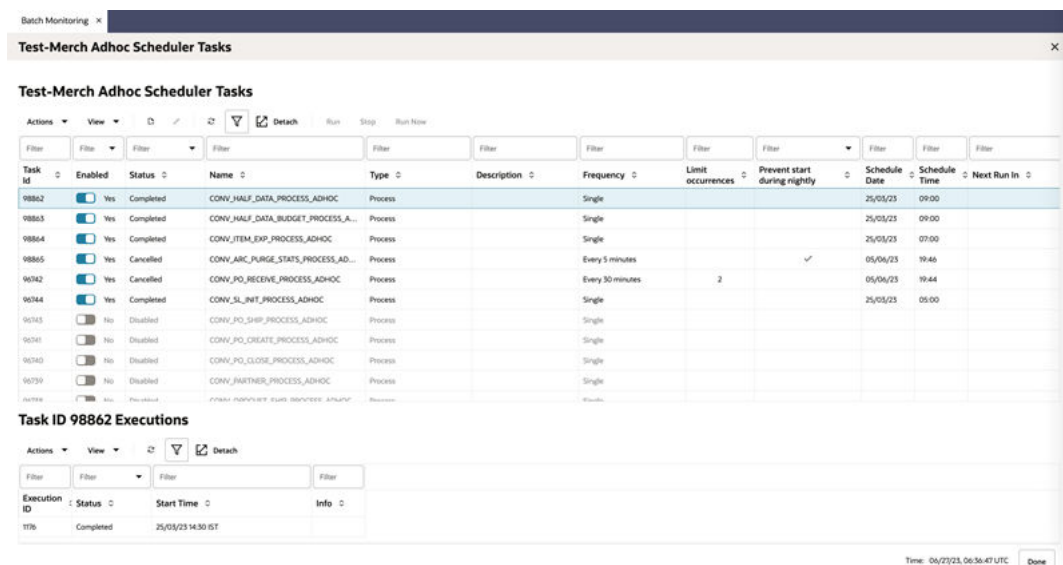 Batch Monitoring ×
Test-Merch Adhoc Scheduler Tasks ×
Test-Merch Adhoc Scheduler Tasks
Actions View Detach Run Stop Run Now
Filter Filte Filter Filter Filter Filter Filter Filter Filter Filter Filter Filter
Task Id Enabled Status Name Type Description Frequency Limit occurrences Prevent start during nightly Schedule Date Schedule Time Next Run In
98862 Yes Completed CONV_HALF_DATA_PROCESS_ADHOC Process Single 25/03/23 09:00
98863 Yes Completed CONV_HALF_DATA_BUDGET_PROCESS_A... Process Single 25/03/23 09:00
98864 Yes Completed CONV_ITEM_EXP_PROCESS_ADHOC Process Single 25/03/23 07:00
98865 Yes Cancelled CONV_ARC_PURGE_STATS_PROCESS_AD... Process Every 5 minutes ✓ 05/06/23 19:46
96742 Yes Cancelled CONV_PO_RECEIVE_PROCESS_ADHOC Process Every 30 minutes 2 05/06/23 19:44
96744 Yes Completed CONV_SL_INIT_PROCESS_ADHOC Process Single 25/03/23 05:00
96743 No Disabled CONV_PO_SHIP_PROCESS_ADHOC Process Single
96741 No Disabled CONV_PO_CREATE_PROCESS_ADHOC Process Single
96740 No Disabled CONV_PO_CLOSE_PROCESS_ADHOC Process Single
96739 No Disabled CONV_PARTNER_PROCESS_ADHOC Process Single
Task ID 98862 Executions
Actions View Detach
Filter Filter Filter Filter
Execution ID Status Start Time Info
1176 Completed 25/03/23 14:30 IST
Time: 06/27/23, 06:36:47 UTC Done